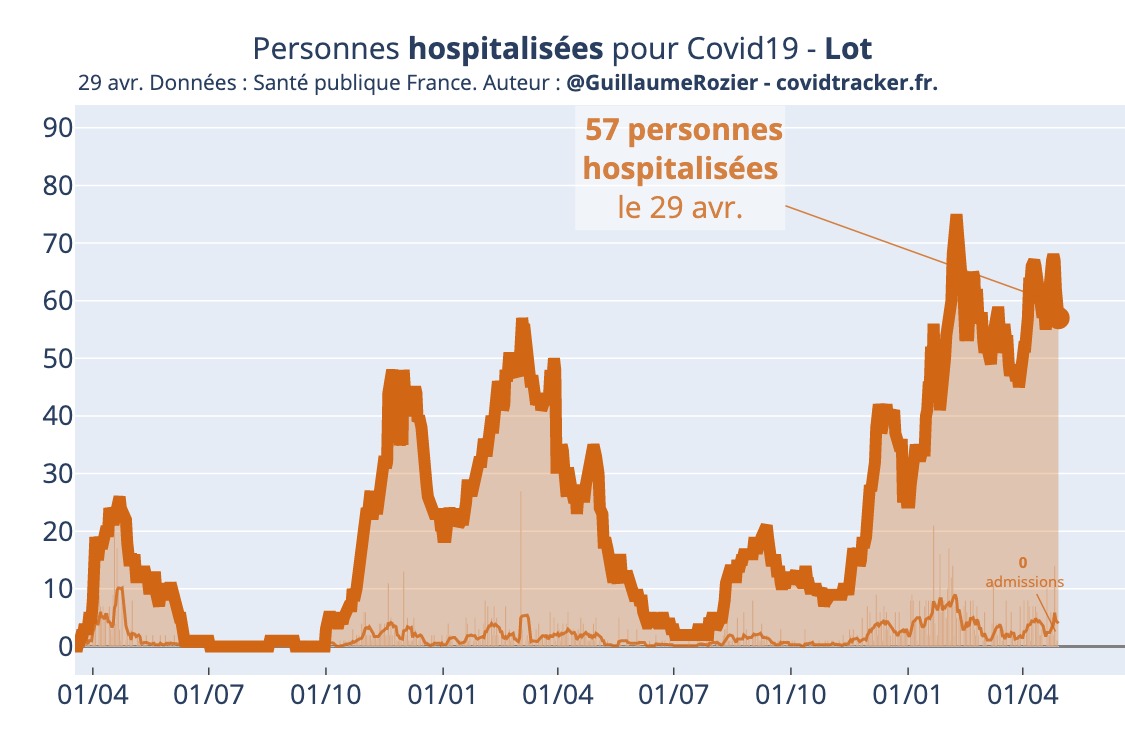 Personnes hospitalisées pour Covid19 - Lot
29 avr. Données : Santé publique France. Auteur : @GuillaumeRozier - covidtracker.fr.
57 personnes
hospitalisées
le 29 avr.
90
80
70
60
50
40
30
20
10
0
0
admissions
01/04 01/07 01/10 01/01 01/04 01/07 01/10 01/01 01/04